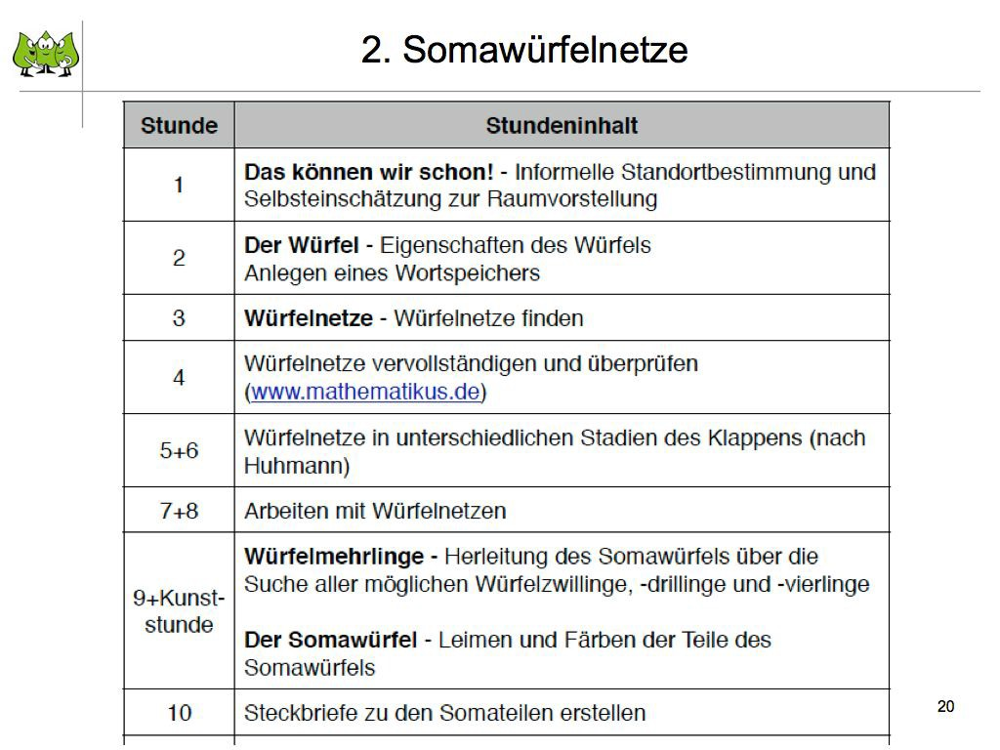 2. Somawürfelnetze
Stunde
Stundeninhalt
1
Das können wir schon! - Informelle Standortbestimmung und
Selbsteinschätzung zur Raumvorstellung
2
Der Würfel - Eigenschaften des Würfels
Anlegen eines Wortspeichers
3
Würfelnetze - Würfelnetze finden
4
Würfelnetze vervollständigen und überprüfen
(www.mathematikus.de)
5+6
Würfelnetze in unterschiedlichen Stadien des Klappens (nach
Huhmann)
7+8
Arbeiten mit Würfelnetzen
9+Kunst-
stunde
Würfelmehrlinge - Herleitung des Somawürfels über die
Suche aller möglichen Würfelzwillinge, -drillinge und -vierlinge
Der Somawürfel - Leimen und Färben der Teile des
Somawürfels
10
Steckbriefe zu den Somateilen erstellen
20